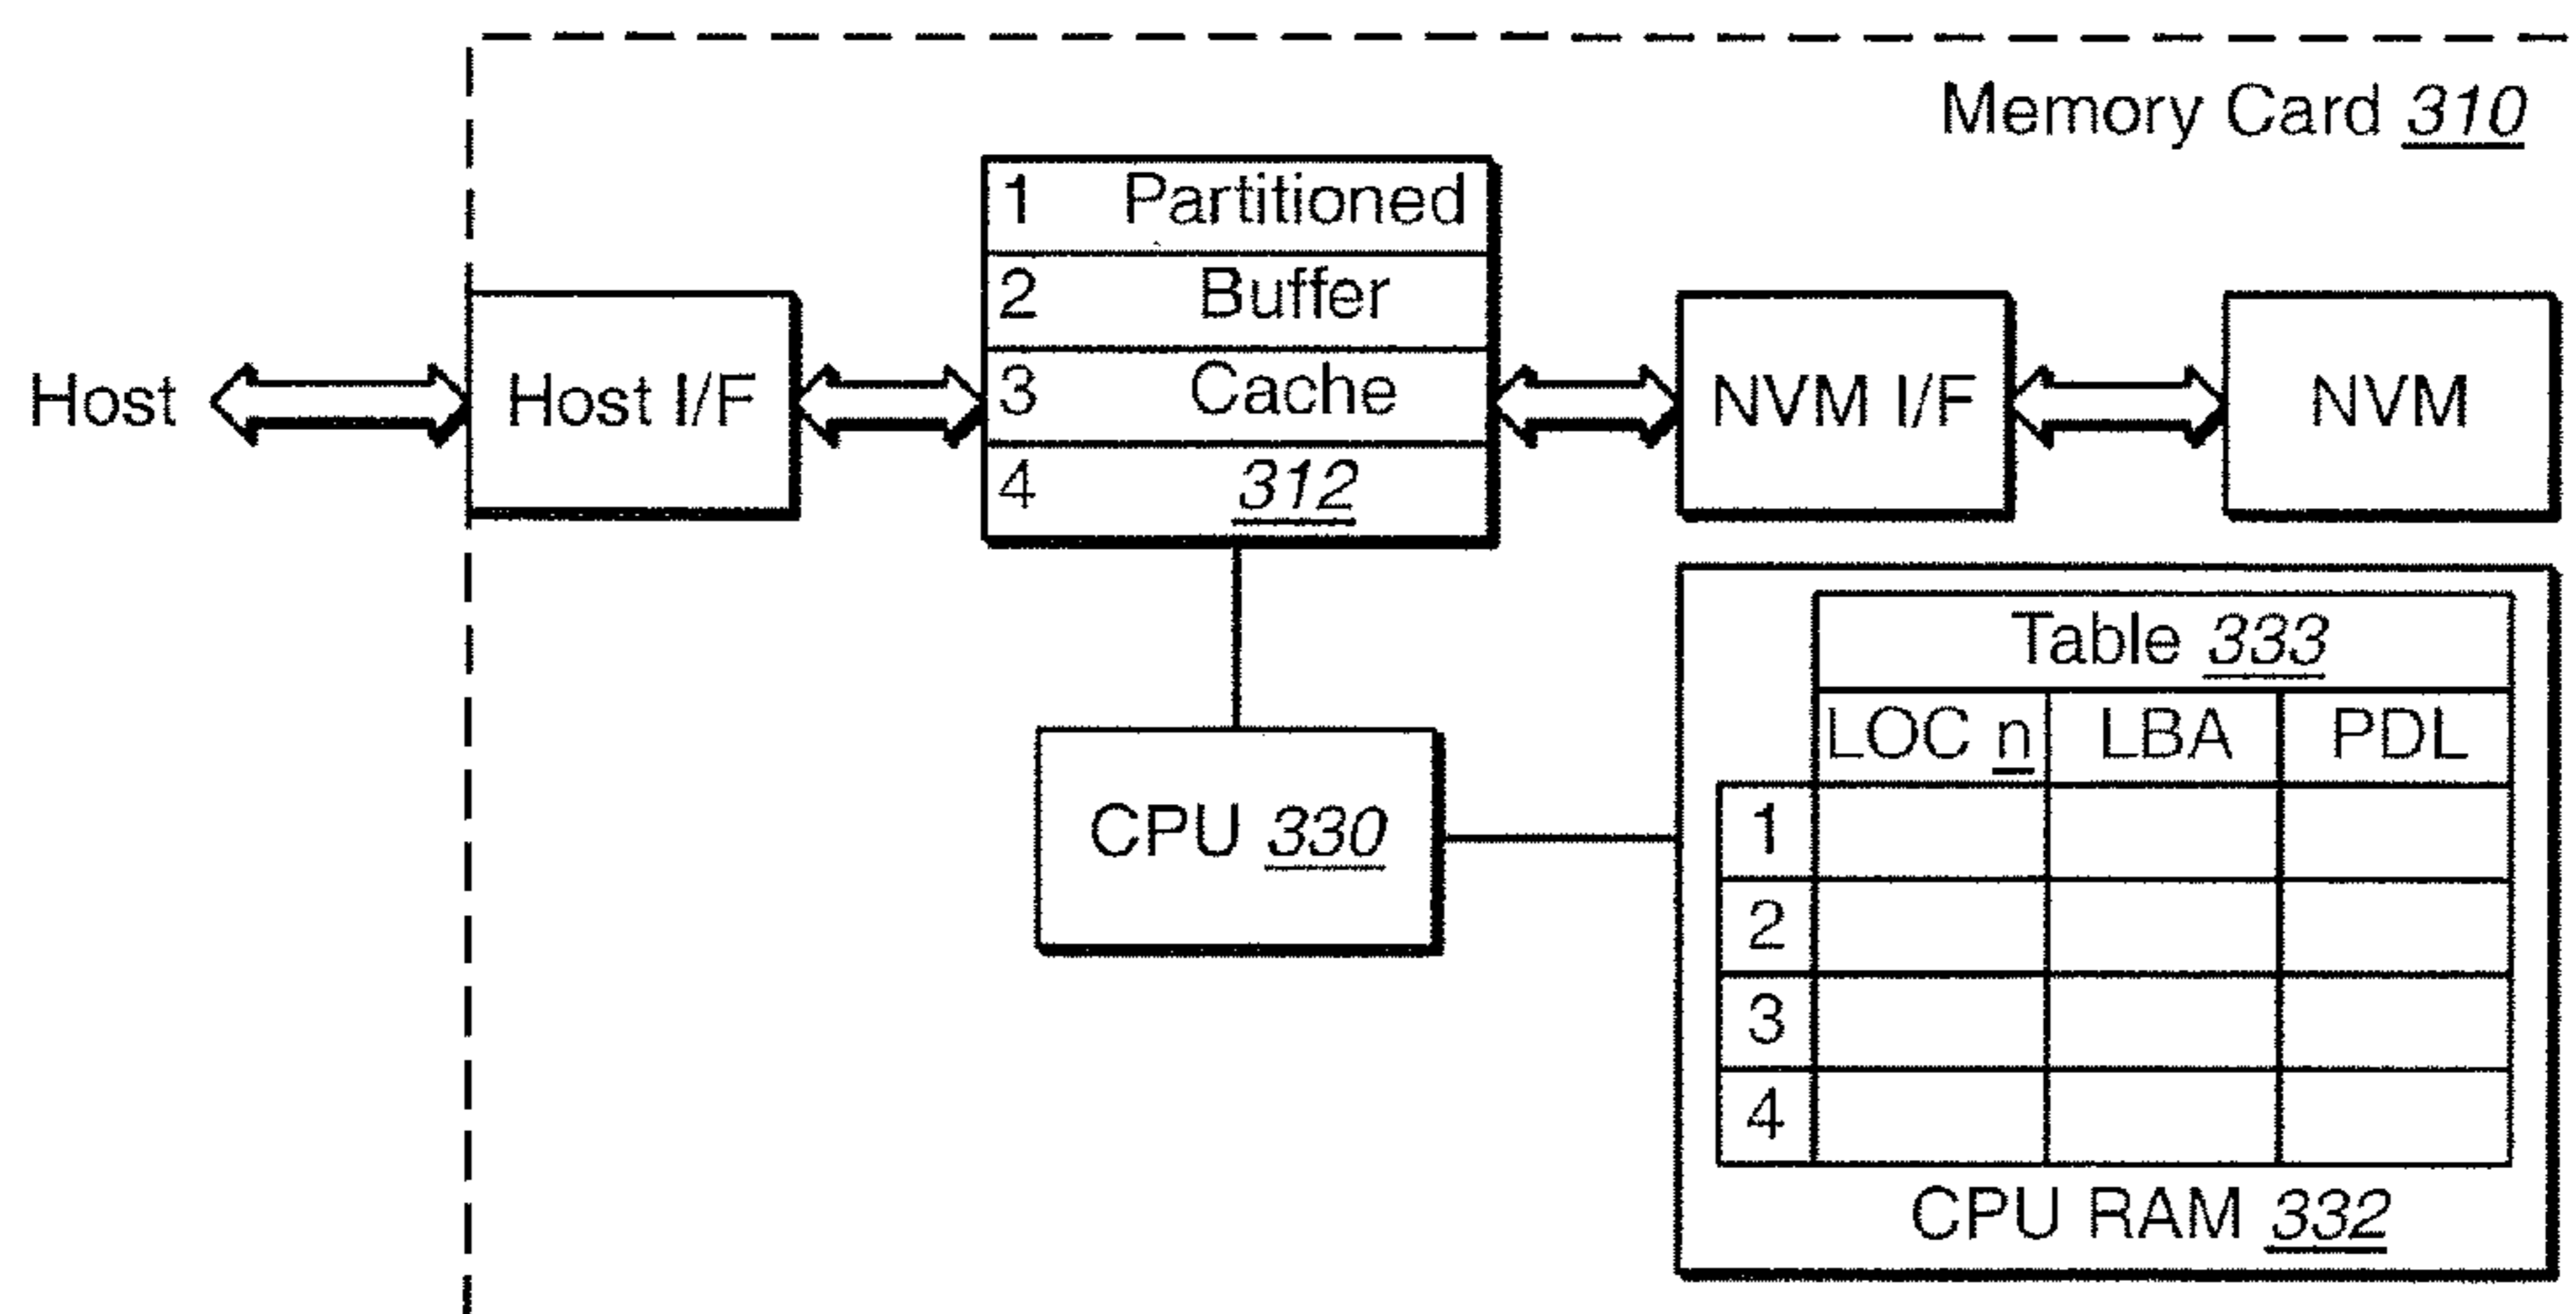 Memory Card 310
1 Partitioned
2 Buffer
3 Cache
4 312
Host
Host I/F
NVM I/F
NVM
CPU 330
Table 333
LOC n LBA PDL
1
2
3
4
CPU RAM 332